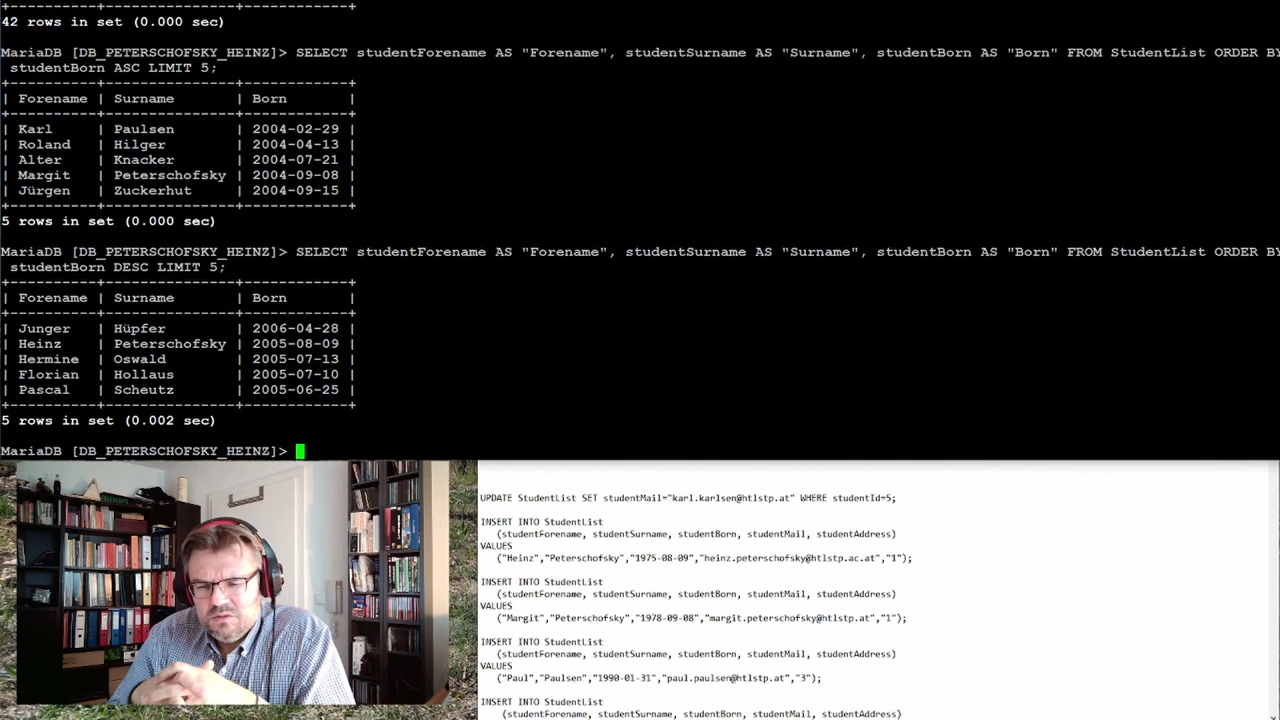 +----------+---------------+------------+
42 rows in set (0.000 sec)
MariaDB [DB_PETERSCHOFSKY_HEINZ]> SELECT studentForename AS "Forename", studentSurname AS "Surname", studentBorn AS "Born" FROM StudentList ORDER BY
studentBorn ASC LIMIT 5;
+----------+---------------+------------+
| Forename | Surname       | Born       |
+----------+---------------+------------+
| Karl     | Paulsen       | 2004-02-29 |
| Roland   | Hilger        | 2004-04-13 |
| Alter    | Knacker       | 2004-07-21 |
| Margit   | Peterschofsky | 2004-09-08 |
| Jürgen   | Zuckerhut     | 2004-09-15 |
+----------+---------------+------------+
5 rows in set (0.000 sec)
MariaDB [DB_PETERSCHOFSKY_HEINZ]> SELECT studentForename AS "Forename", studentSurname AS "Surname", studentBorn AS "Born" FROM StudentList ORDER BY
studentBorn DESC LIMIT 5;
+----------+---------------+------------+
| Forename | Surname       | Born       |
+----------+---------------+------------+
| Junger   | Hüpfer        | 2006-04-28 |
| Heinz    | Peterschofsky | 2005-08-09 |
| Hermine  | Oswald        | 2005-07-13 |
| Florian  | Hollaus       | 2005-07-10 |
| Pascal   | Scheutz       | 2005-06-25 |
+----------+---------------+------------+
5 rows in set (0.002 sec)
MariaDB [DB_PETERSCHOFSKY_HEINZ]>
UPDATE StudentList SET studentMail="karl.karlsen@htlstp.at" WHERE studentId=5;
INSERT INTO StudentList
(studentForename, studentSurname, studentBorn, studentMail, studentAddress)
VALUES
("Heinz","Peterschofsky","1975-08-09","heinz.peterschofsky@htlstp.ac.at","1");
INSERT INTO StudentList
(studentForename, studentSurname, studentBorn, studentMail, studentAddress)
VALUES
("Margit","Peterschofsky","1978-09-08","margit.peterschofsky@htlstp.at","1");
INSERT INTO StudentList
(studentForename, studentSurname, studentBorn, studentMail, studentAddress)
VALUES
("Paul","Paulsen","1990-01-31","paul.paulsen@htlstp.at","3");
INSERT INTO StudentList
(studentForename, studentSurname, studentBorn, studentMail, studentAddress)